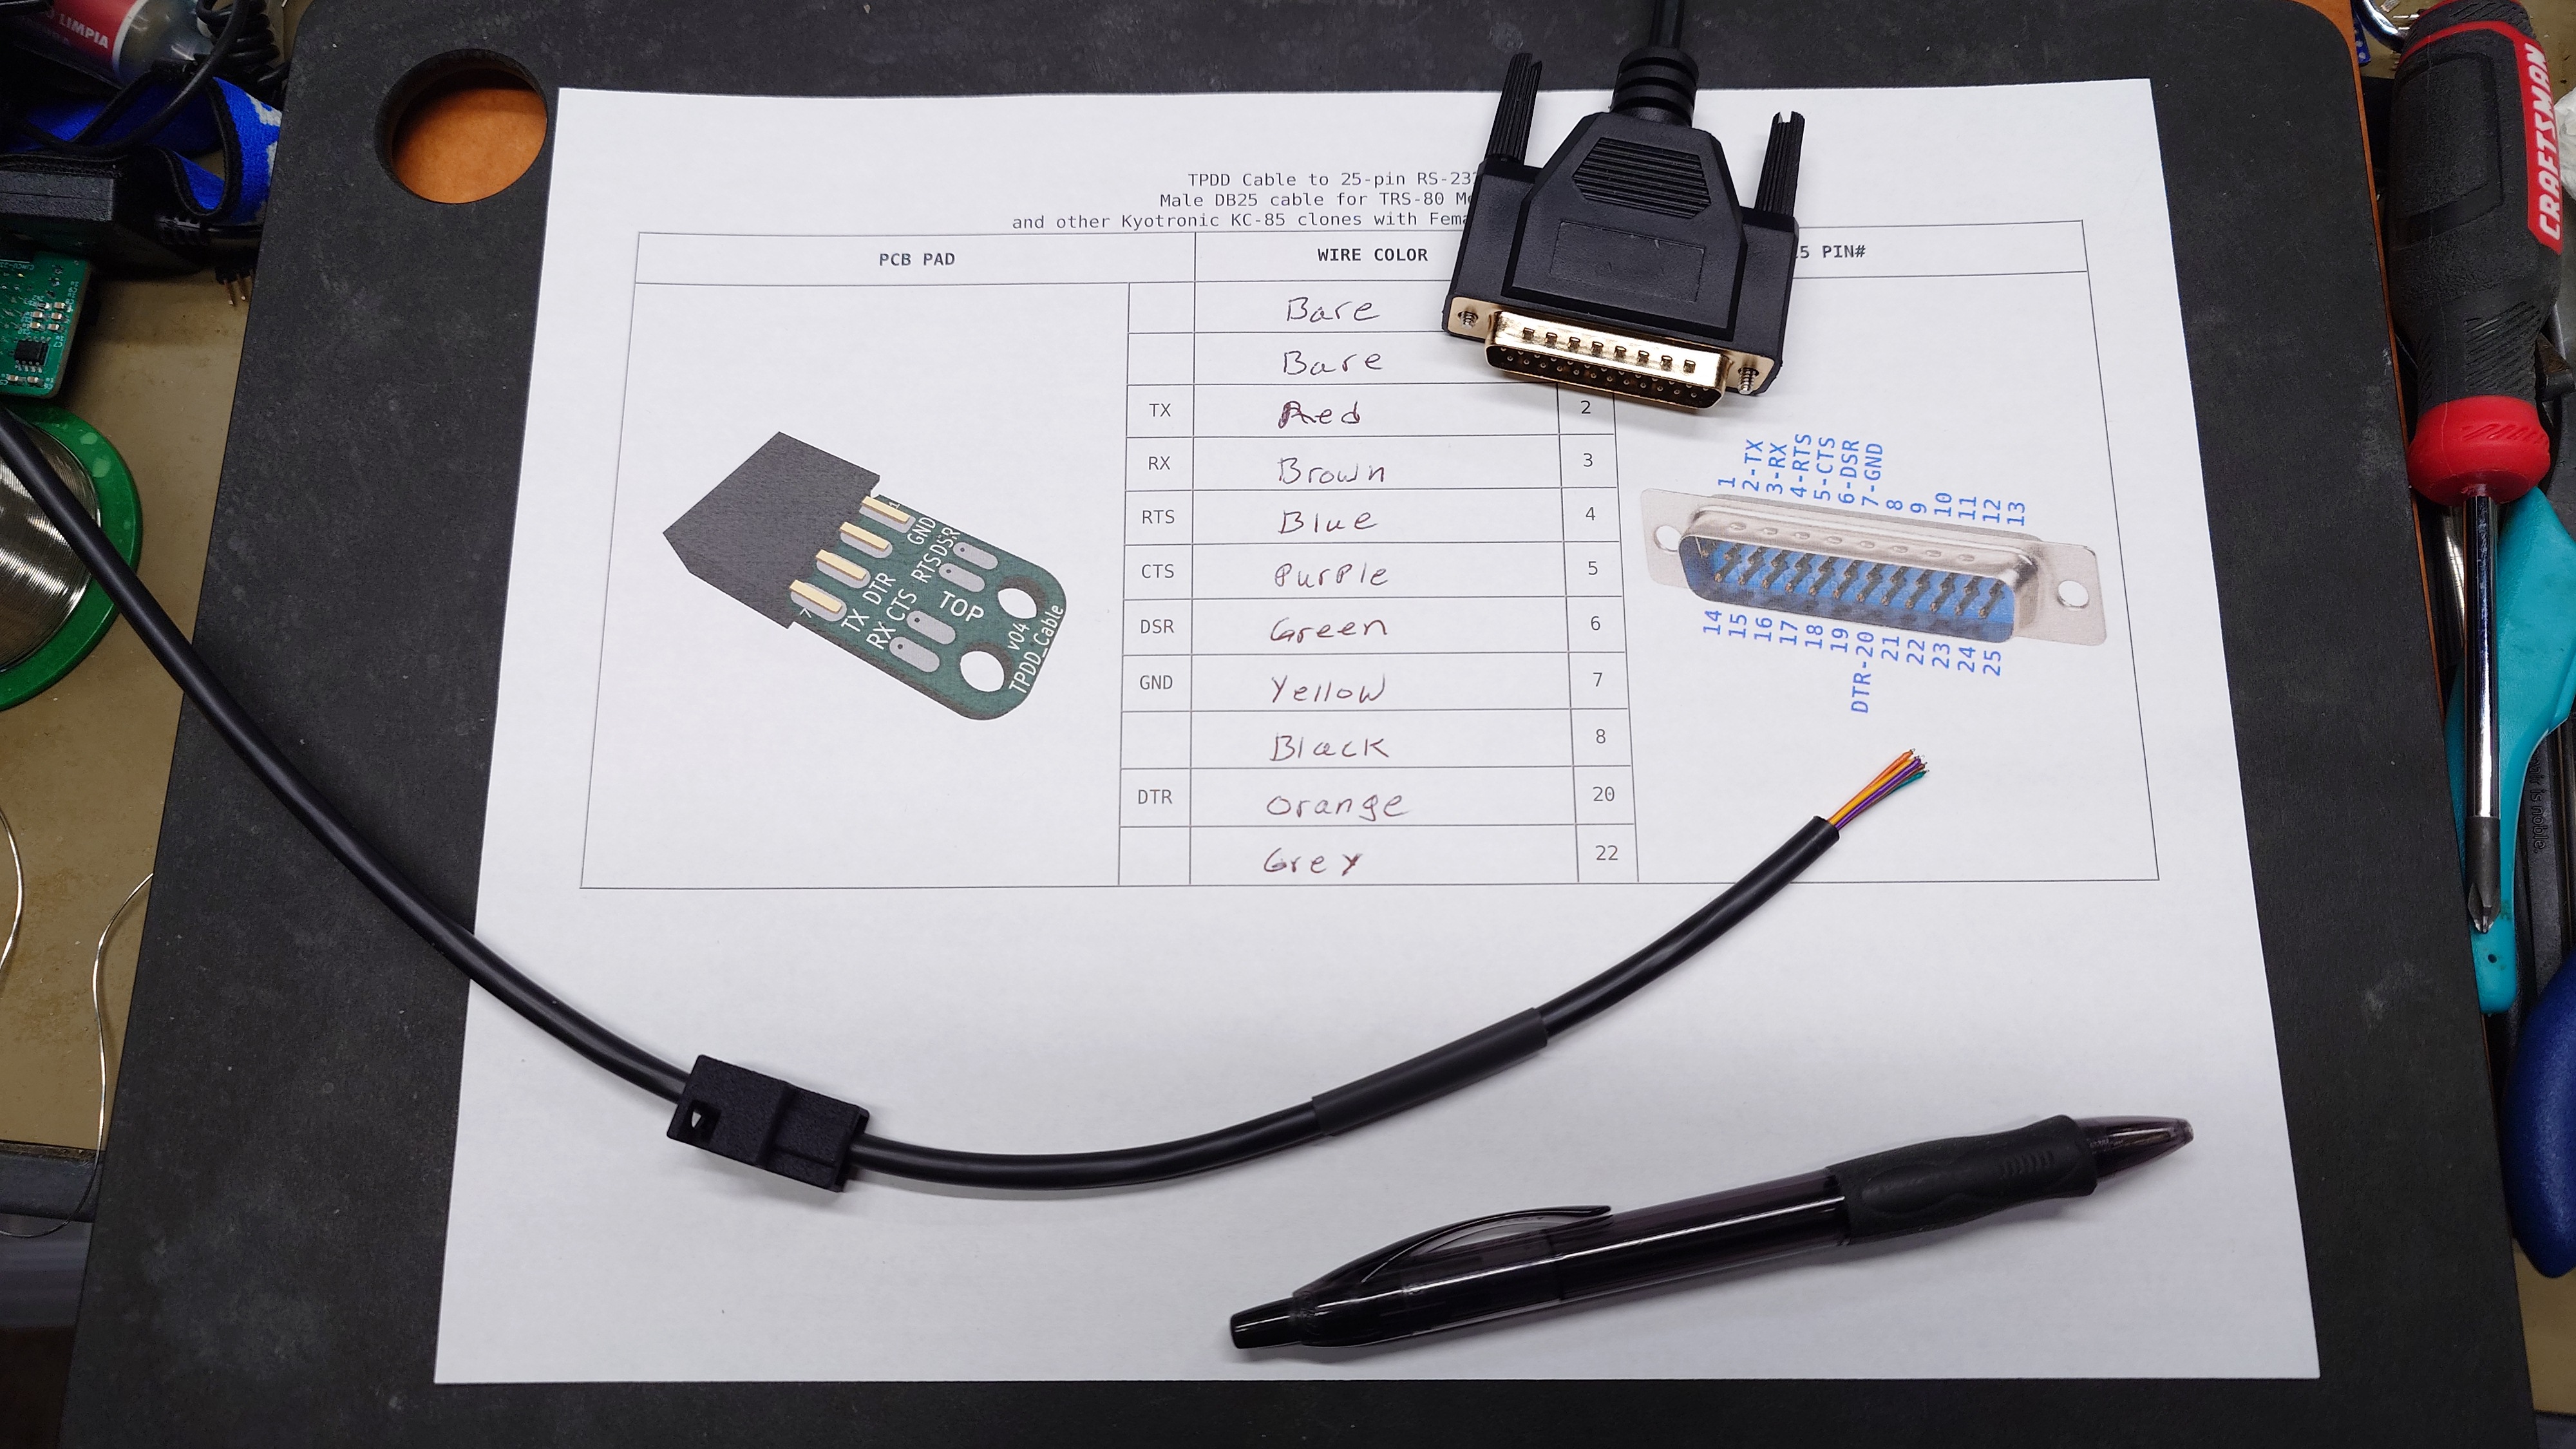 LIMPIA
CRAFTSMAN
TPDD Cable to 25-pin RS-232
Male DB25 cable for TRS-80
and other Kyotronic KC-85 clones with
PCB PAD WIRE COLOR 5 PIN#
Bare
Bare
TX Red 2
RX Brown 3
RTS Blue 4
CTS Purple 5
DSR Green 6
GND Yellow 7
Black 8
DTR Orange 20
Grey 22
1
GND
DSR
RTS
DTR
CTS
TX
RX
7
TOP
v04
TPDD_Cable
1
2-TX
3-RX
4-RTS
5-CTS
6-DSR
7-GND
8
9
10
11
12
13
14
15
16
17
18
19
DTR-20
21
22
23
24
25